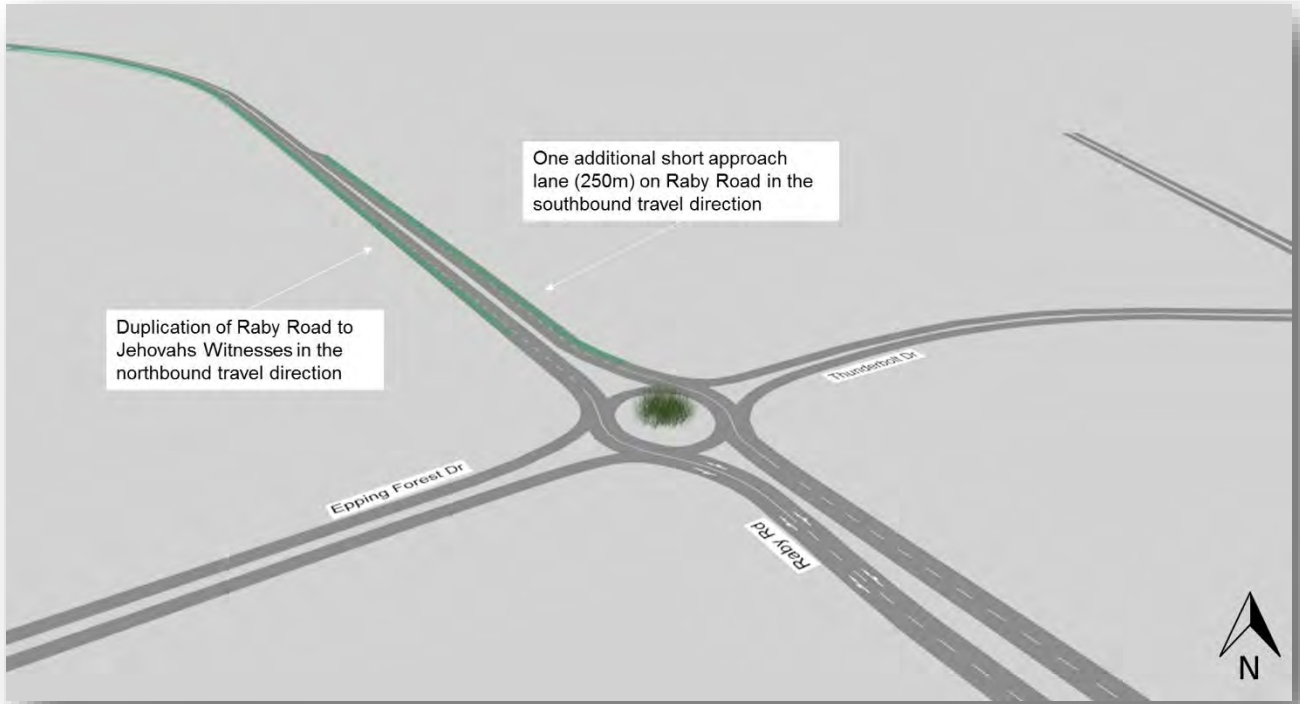 One additional short approach
lane (250m) on Raby Road in the
southbound travel direction
Duplication of Raby Road to
Jehovahs Witnesses in the
northbound travel direction
Thunderbolt Dr
Epping Forest Dr
Raby Rd
N